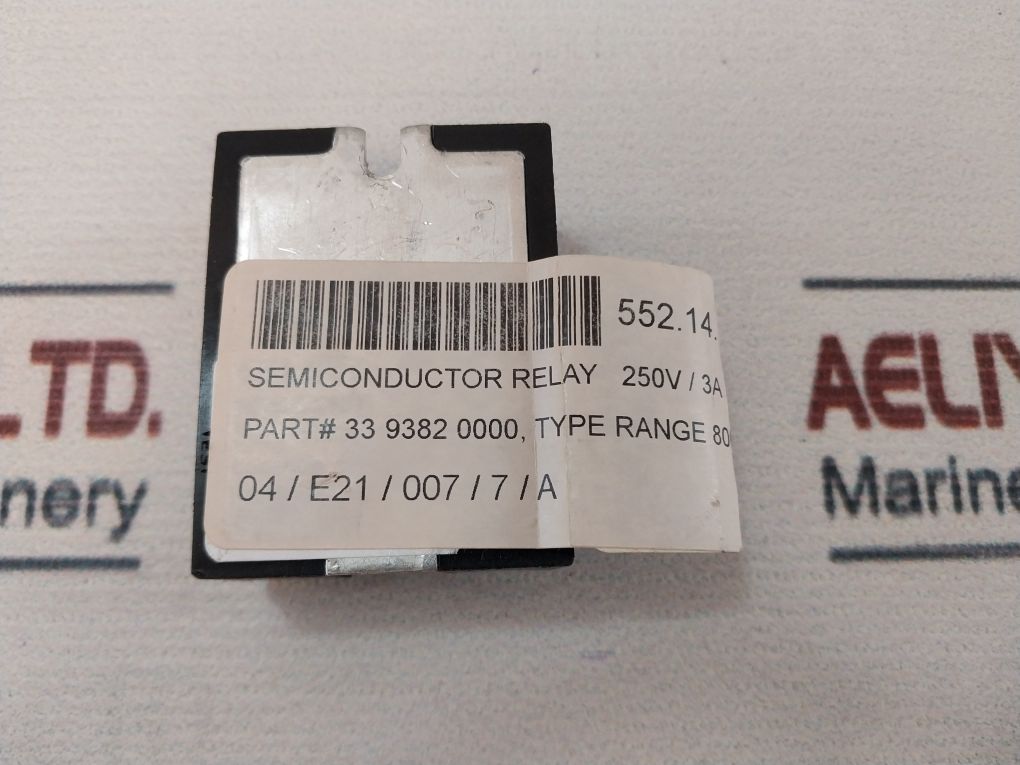 552.14.
SEMICONDUCTOR RELAY 250V / 3A
PART# 33 9382 0000, TYPE RANGE 80
04 / E21 / 007 / 7 / A
LTD.
nery
AELIY
Marine